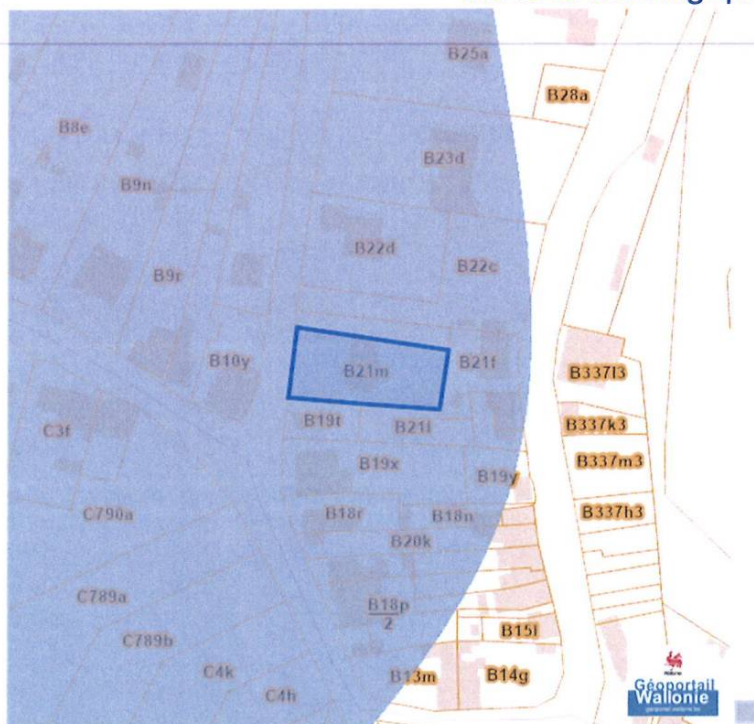 B25a
B28a
B8e
B23d
B9n
B22d
B22c
B9r
B10y
B21m
B21f
B337l3
B19t
B21l
B337k3
C3f
B19x
B337m3
B19y
C790a
B18r
B18n
B337h3
B20k
C789a
B18p
2
C789b
B15l
C4k
B13m
B14g
C4h
Géoportail
Wallonie